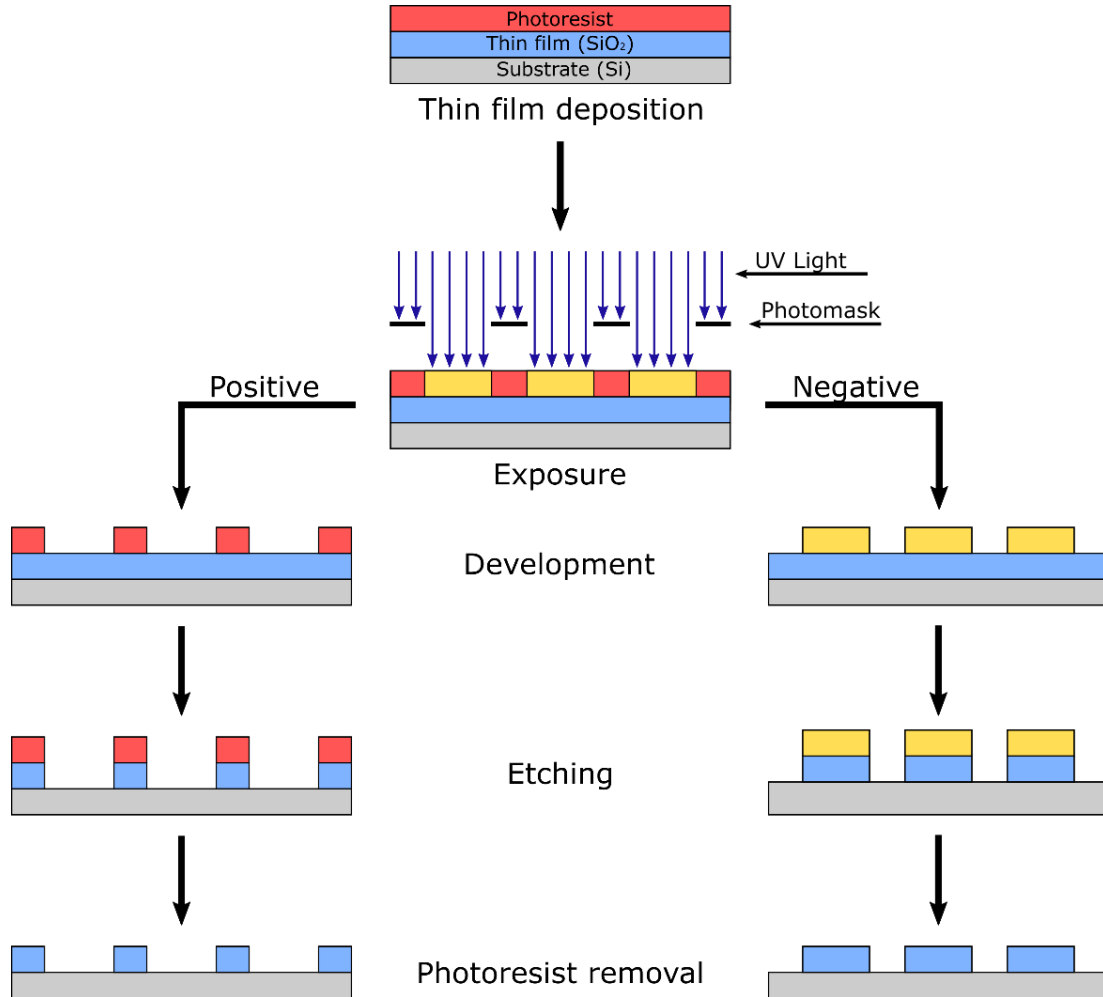 Photoresist
Thin film (SiO₂)
Substrate (Si)
Thin film deposition
UV Light
Photomask
Positive
Negative
Exposure
Development
Etching
Photoresist removal